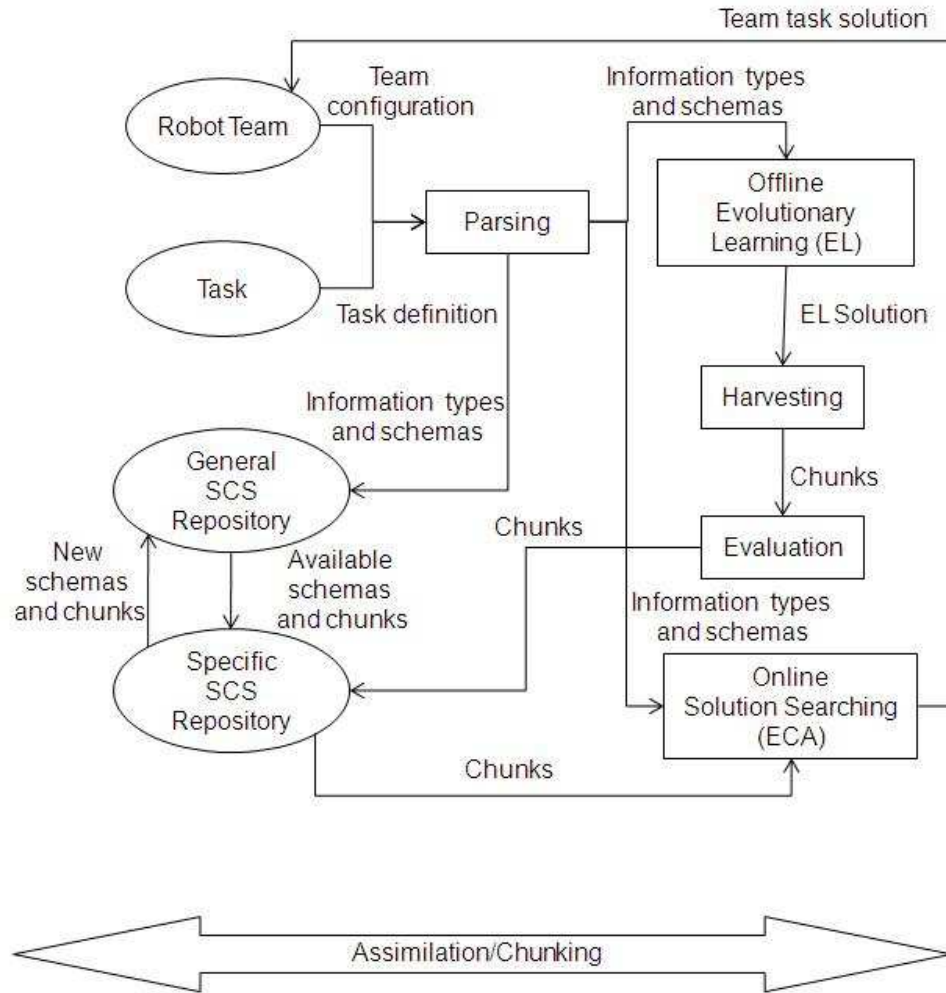 Team task solution
Team
configuration
Information types
and schemas
Robot Team
Offline
Evolutionary
Learning (EL)
Parsing
Task
Task definition
EL Solution
Information types
and schemas
Harvesting
General
SCS
Repository
Chunks
Chunks
Evaluation
New
schemas
and chunks
Available
schemas
and chunks
Information types
and schemas
Specific
SCS
Repository
Online
Solution Searching
(ECA)
Chunks
Assimilation/Chunking